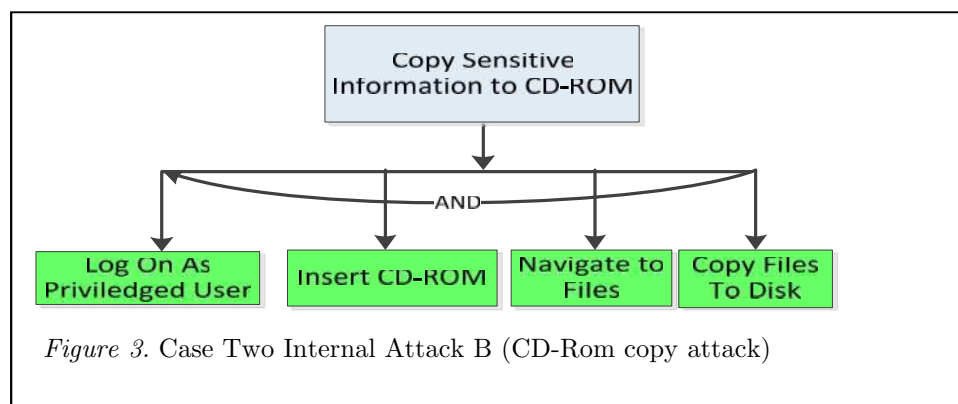 Copy Sensitive
Information to CD-ROM
AND
Log On As
Priviledged User
Insert CD-ROM
Navigate to
Files
Copy Files
To Disk
Figure 3. Case Two Internal Attack B (CD-Rom copy attack)